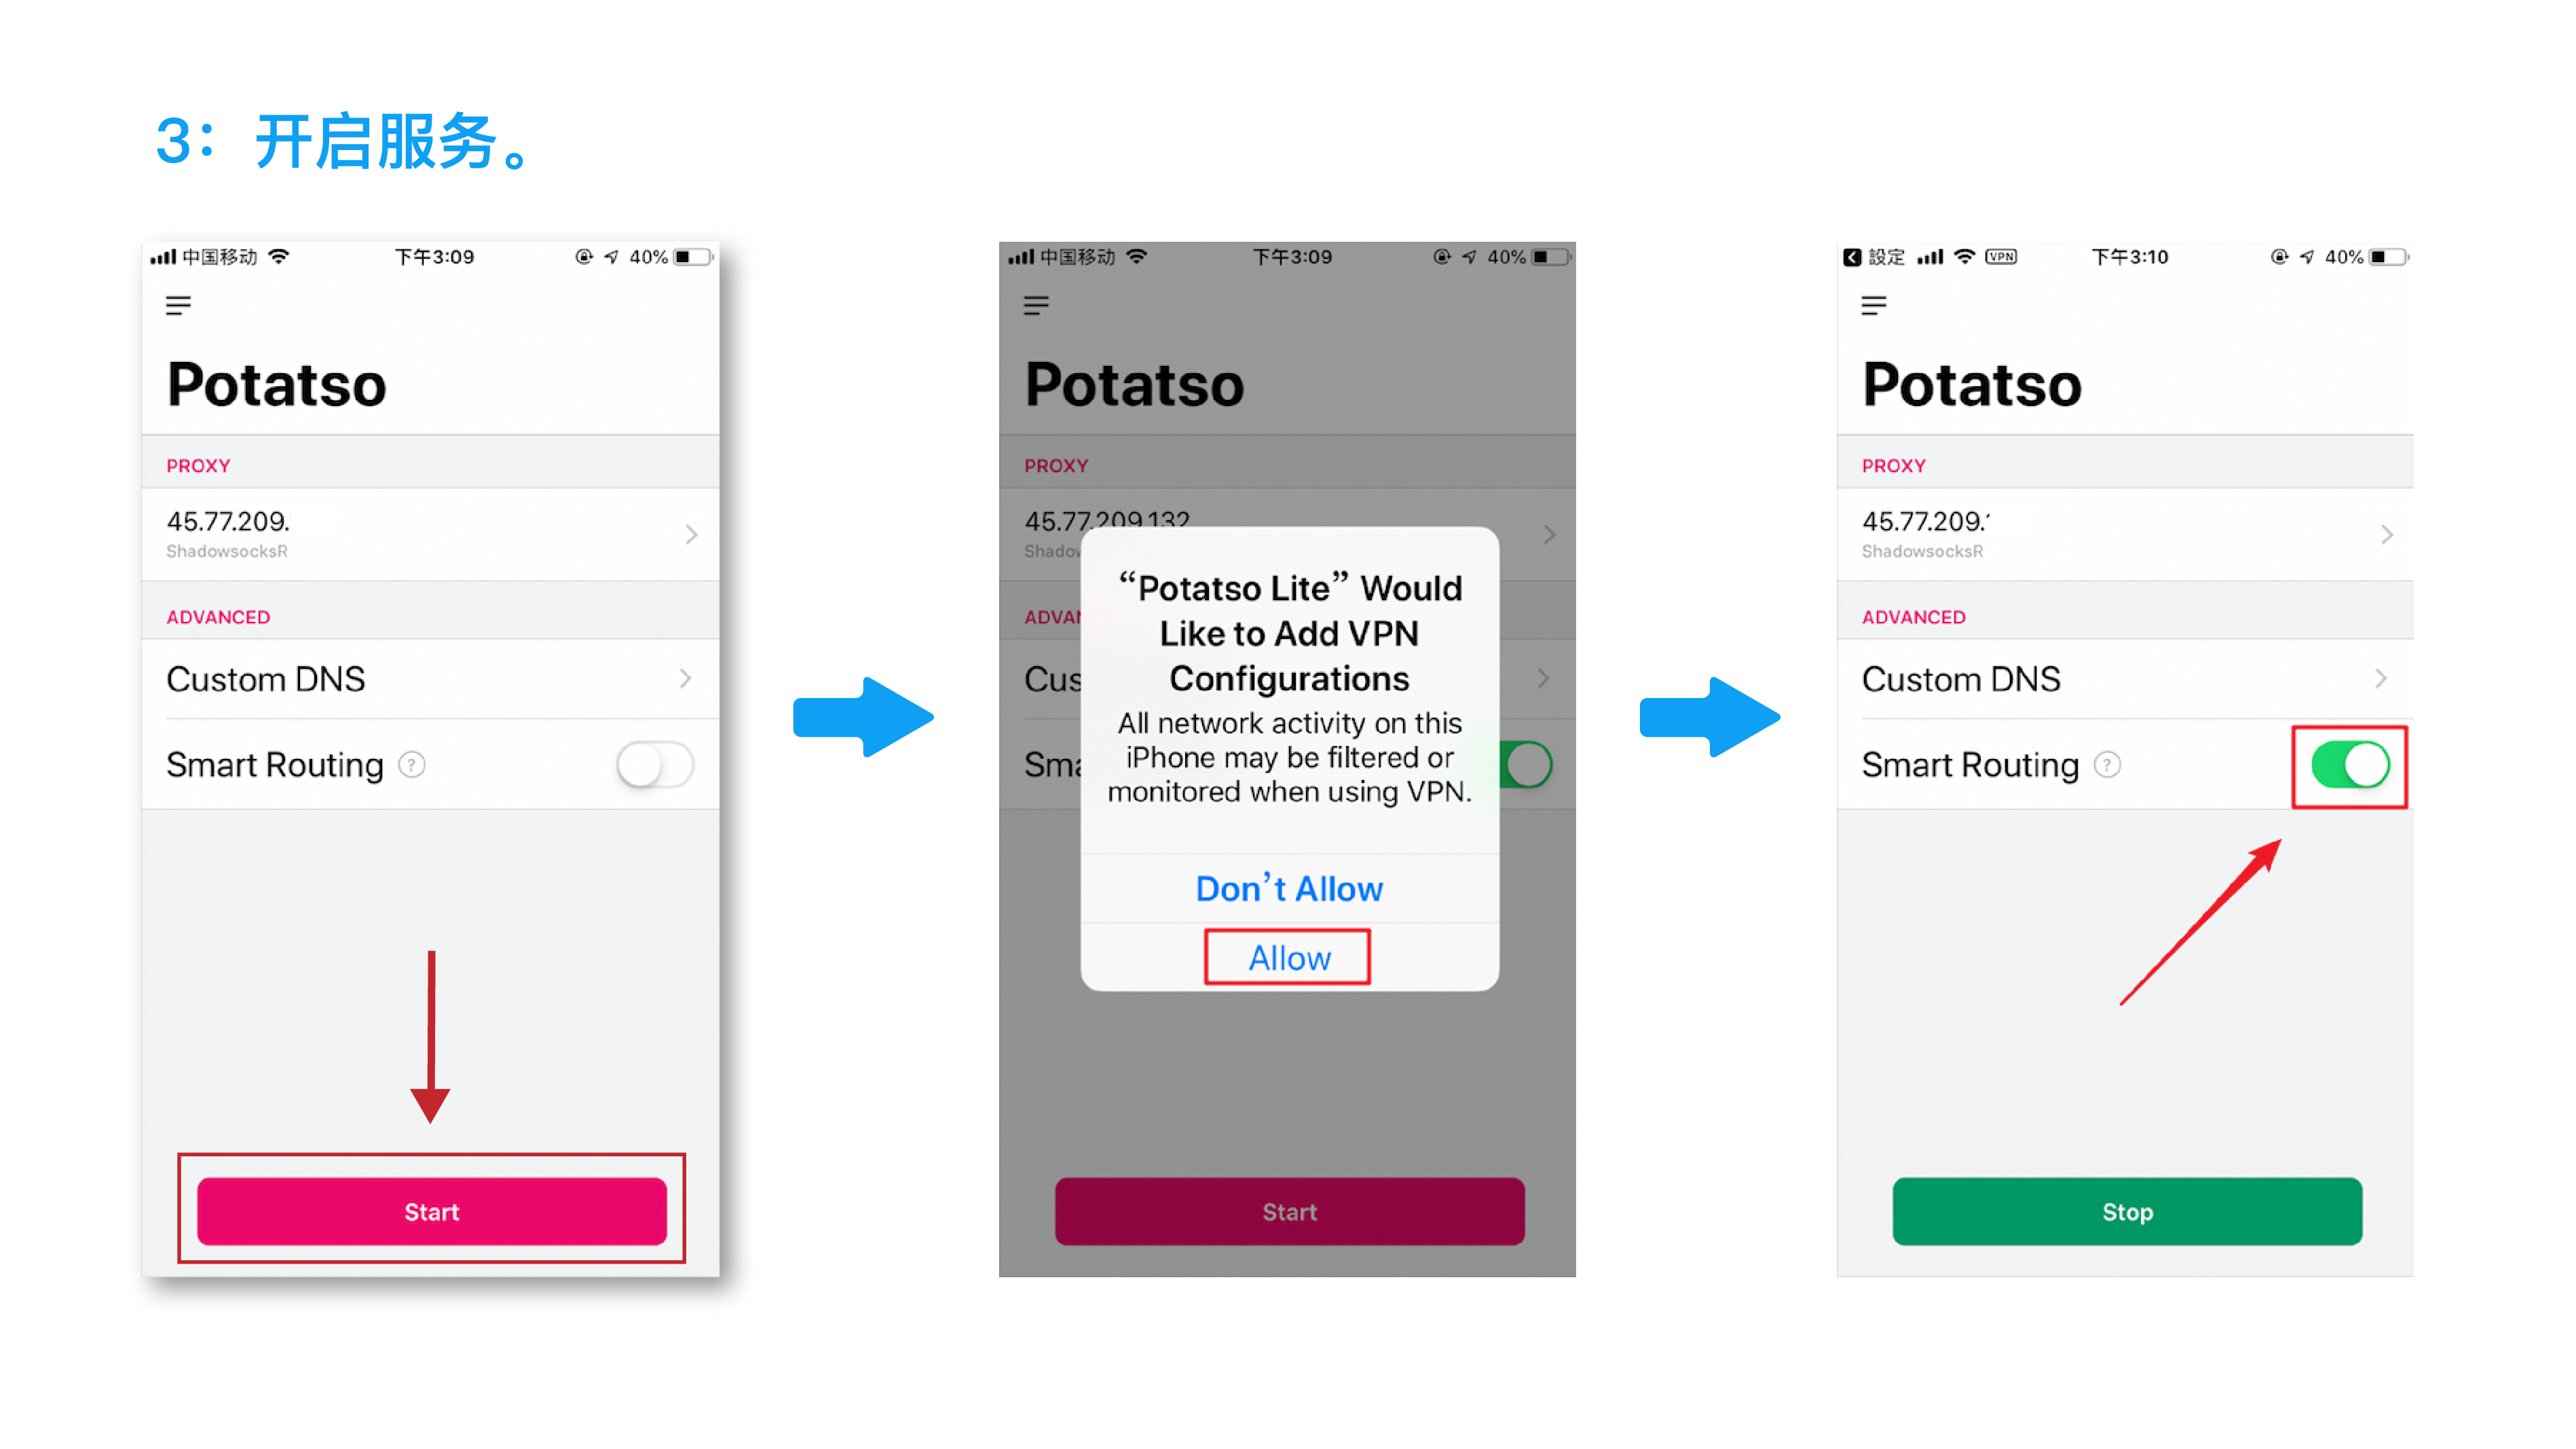 3：开启服务。
中国移动 下午3:09 40%
Potatso
PROXY
45.77.209.
ShadowsocksR
ADVANCED
Custom DNS
Smart Routing ?
Start
中国移动 下午3:09 40%
Potatso
PROXY
45.77.209.132
Shadow
“Potatso Lite” Would
Like to Add VPN
Configurations
All network activity on this
iPhone may be filtered or
monitored when using VPN.
Don’t Allow
Allow
ADVAN
Cus
Sma
Start
設定 VPN 下午3:10 40%
Potatso
PROXY
45.77.209.
ShadowsocksR
ADVANCED
Custom DNS
Smart Routing ?
Stop